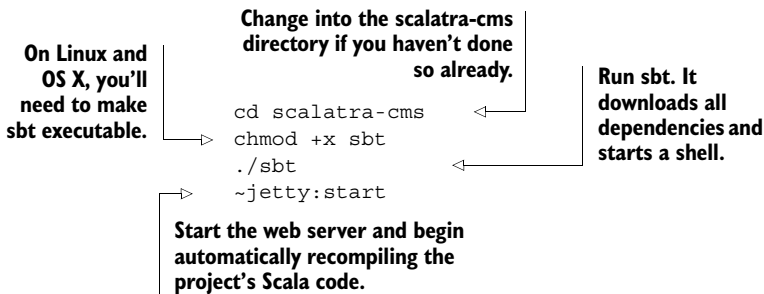 Change into the scalatra-cms
directory if you haven't done
so already.
On Linux and
OS X, you'll
need to make
sbt executable.
Run sbt. It
downloads all
dependencies and
starts a shell.
cd scalatra-cms
chmod +x sbt
./sbt
~jetty:start
Start the web server and begin
automatically recompiling the
project's Scala code.